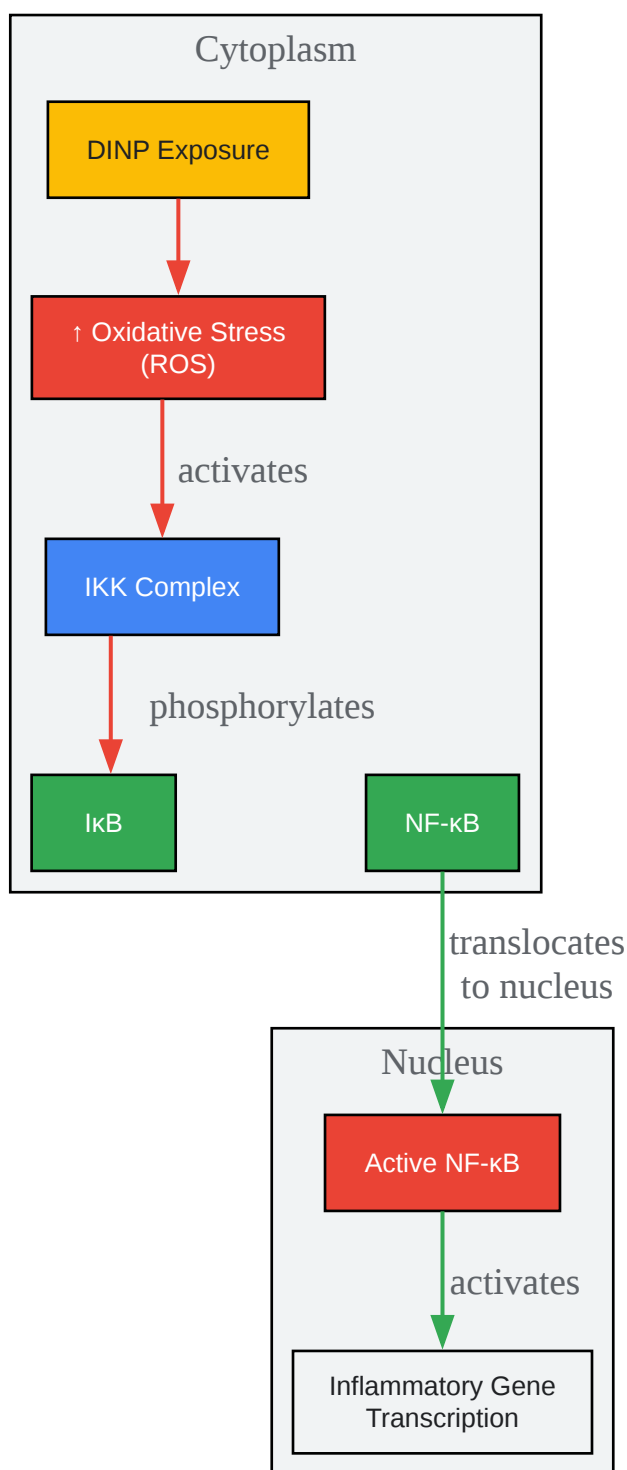 Cytoplasm
DINP Exposure
↑ Oxidative Stress
(ROS)
activates
IKK Complex
phosphorylates
IκB
NF-κB
translocates
to nucleus
Nucleus
Active NF-κB
activates
Inflammatory Gene
Transcription